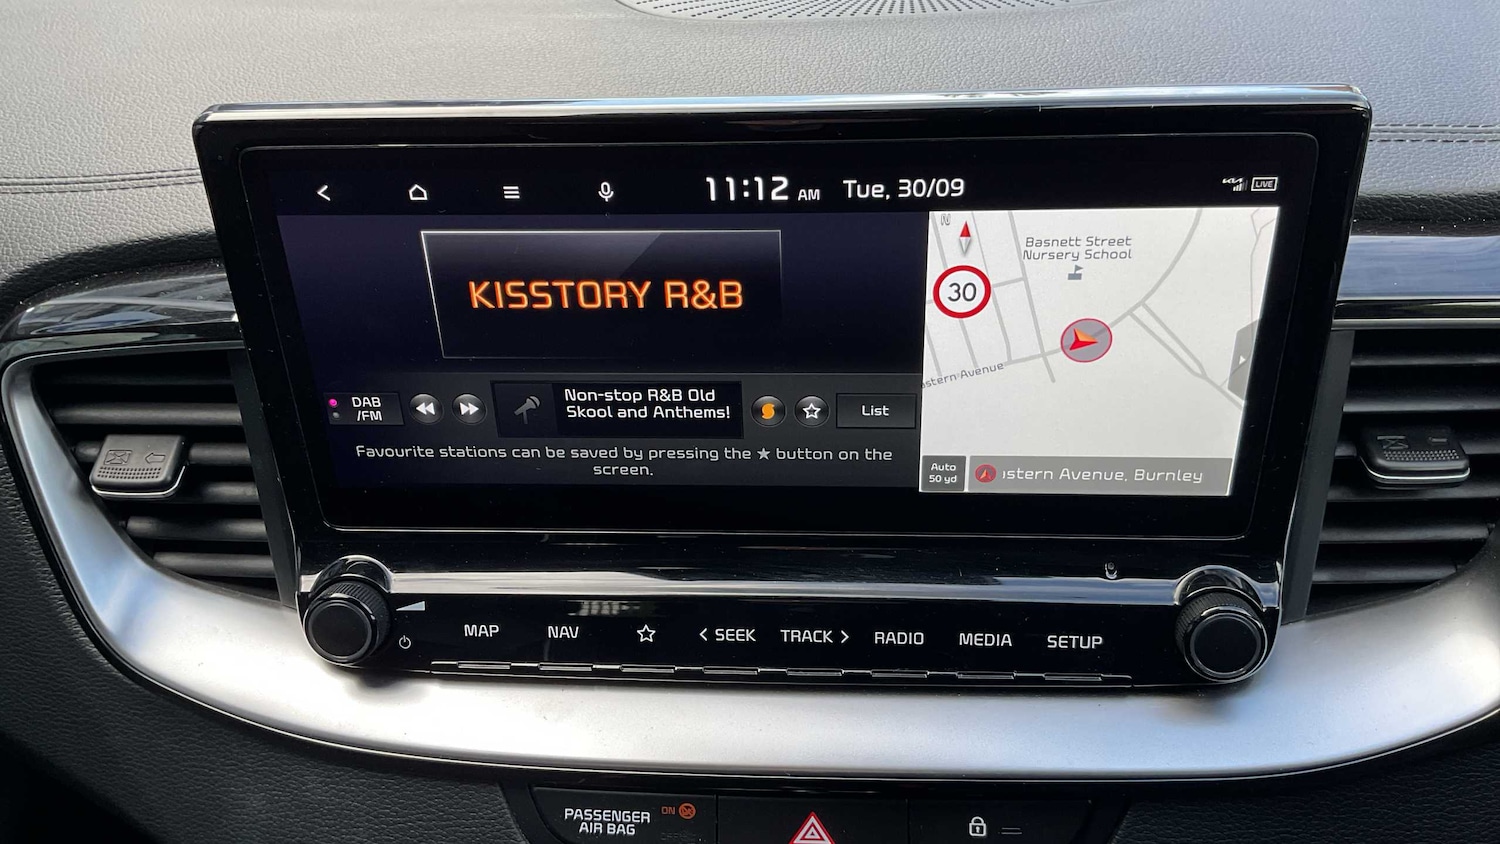 11:12 AM Tue, 30/09
LIVE
KISSTORY R&B
DAB
/FM
Non-stop R&B Old
Skool and Anthems!
List
Favourite stations can be saved by pressing the ★ button on the
screen.
N
Basnett Street
Nursery School
30
stern Avenue
Auto
50 yd
stern Avenue, Burnley
MAP NAV < SEEK TRACK > RADIO MEDIA SETUP
PASSENGER
AIR BAG
ON